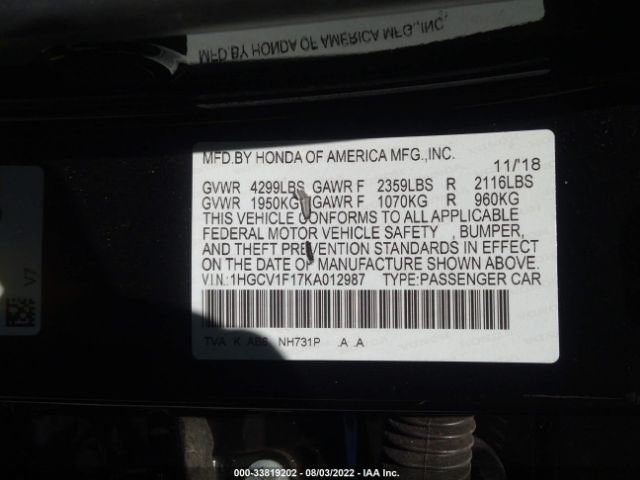 MFD.BY HONDA OF AMERICA MFG.,INC.
MFD.BY HONDA OF AMERICA MFG.,INC. 11/18
GVWR 4299LBS GAWR F 2359LBS R 2116LBS
GVWR 1950KG GAWR F 1070KG R 960KG
THIS VEHICLE CONFORMS TO ALL APPLICABLE
FEDERAL MOTOR VEHICLE SAFETY , BUMPER,
AND THEFT PREVENTION STANDARDS IN EFFECT
ON THE DATE OF MANUFACTURE SHOWN ABOVE.
V.I.N.:1HGCV1F17KA012987 TYPE:PASSENGER CAR
TVA K NH731P .A .A
V7
000-33819202 - 08/03/2022 - IAA Inc.